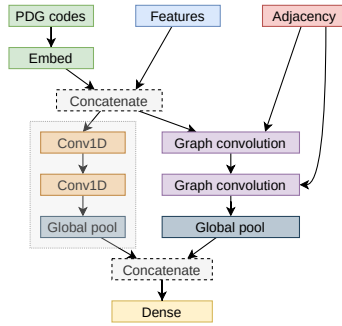 PDG codes
Features
Adjacency
Embed
Concatenate
Conv1D
Graph convolution
Conv1D
Graph convolution
Global pool
Global pool
Concatenate
Dense